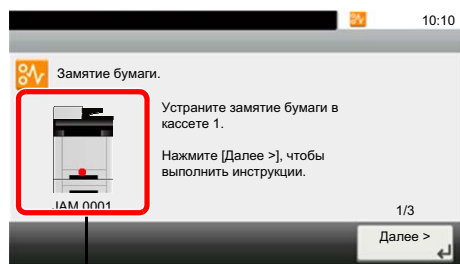 10:10
Замятие бумаги.
Устраните замятие бумаги в
кассете 1.
Нажмите [Далее >], чтобы
выполнить инструкции.
JAM 0001
1/3
Далее >